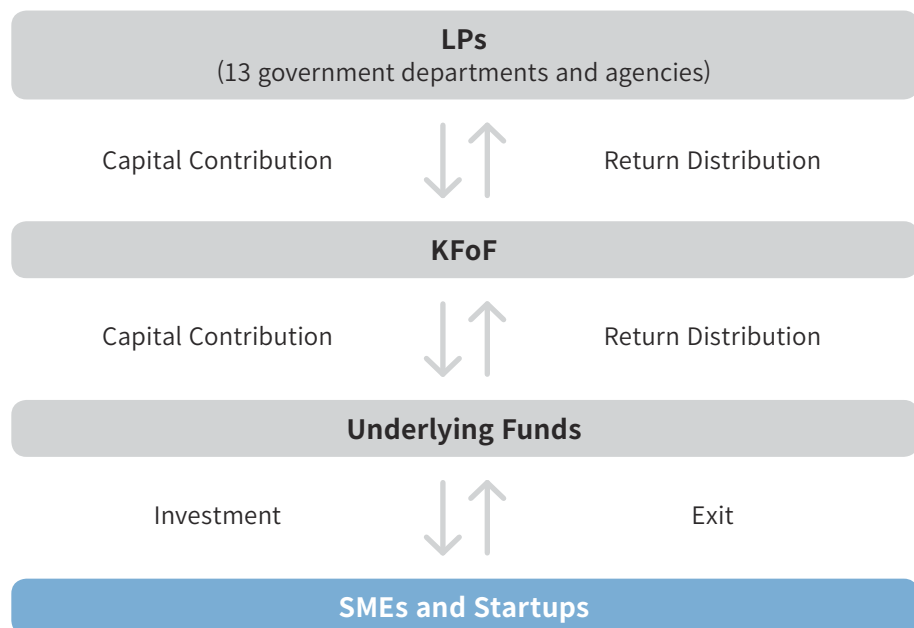 LPs
(13 government departments and agencies)
Capital Contribution
Return Distribution
KFoF
Capital Contribution
Return Distribution
Underlying Funds
Investment
Exit
SMEs and Startups